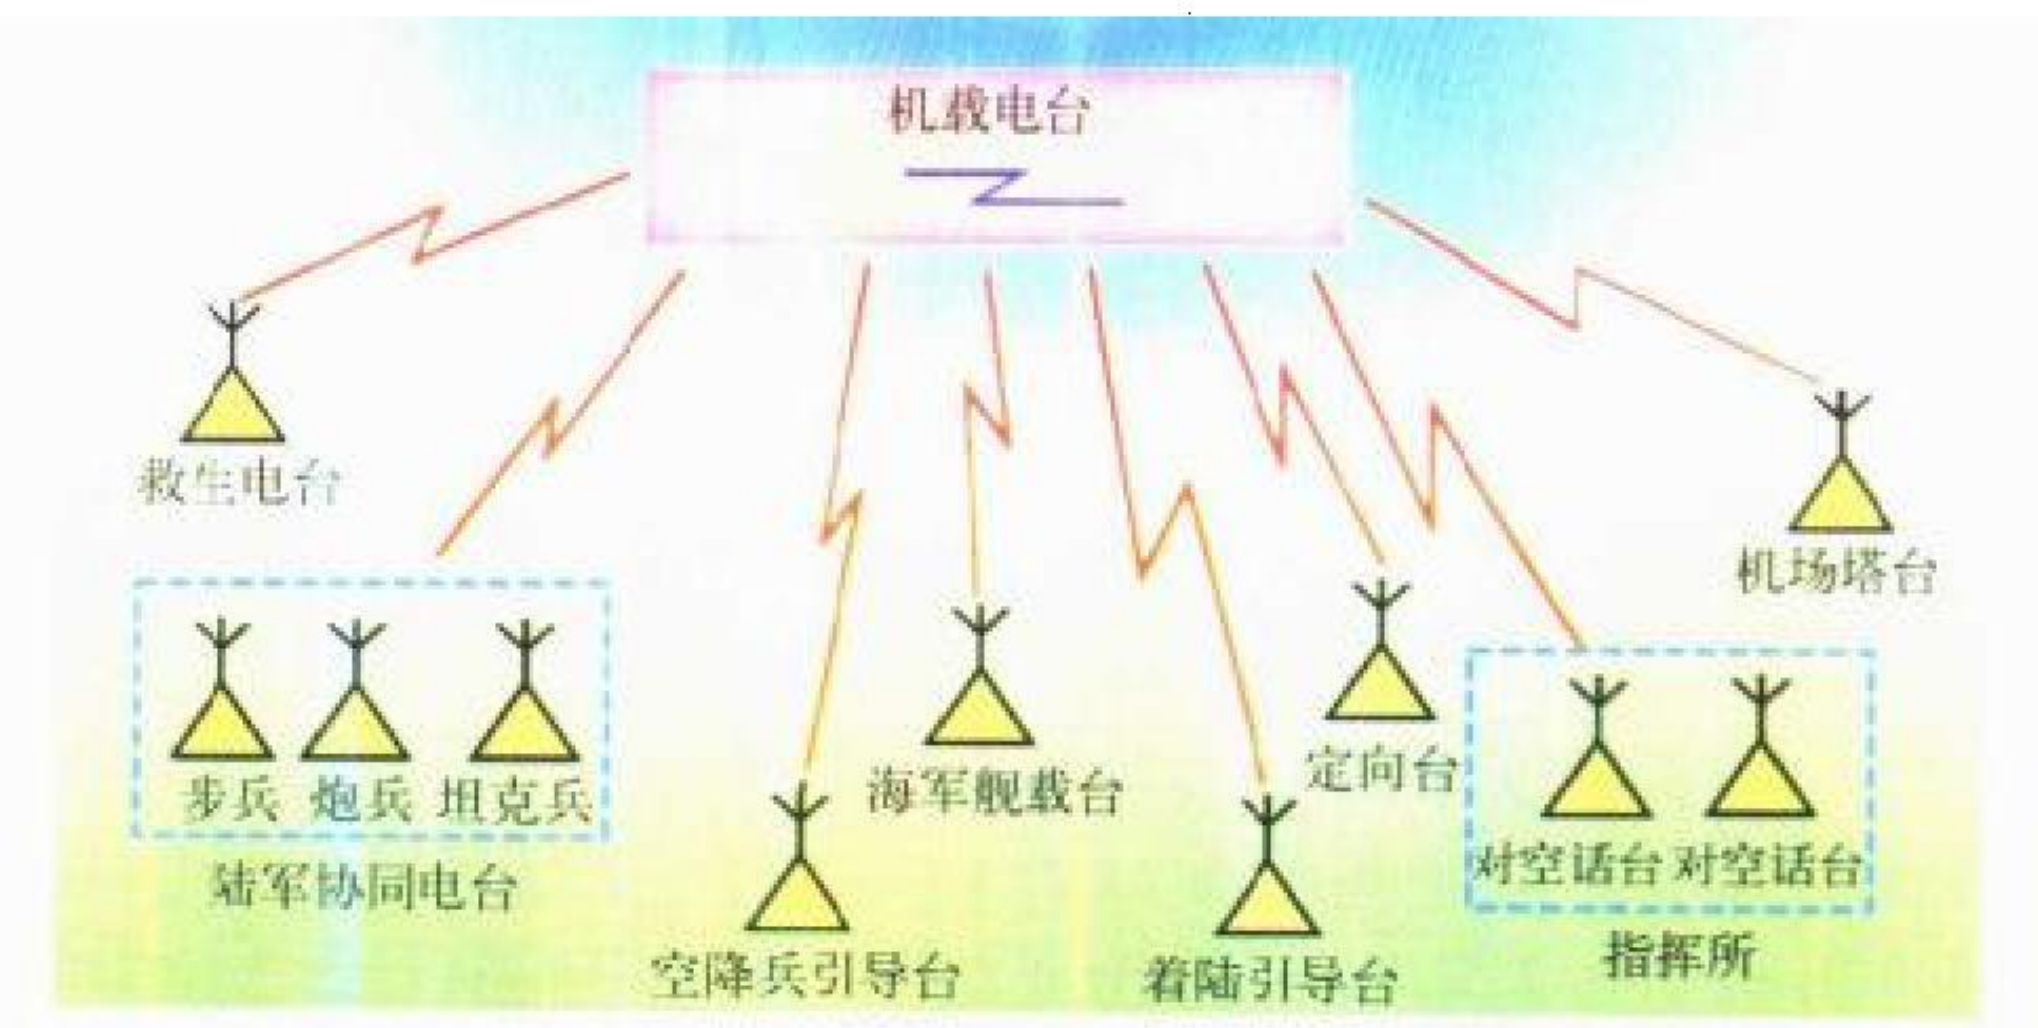 机载电台
救生电台
机场塔台
步兵 炮兵 坦克兵
陆军协同电台
海军舰载台
定向台
对空话台 对空话台
指挥所
空降兵引导台
着陆引导台